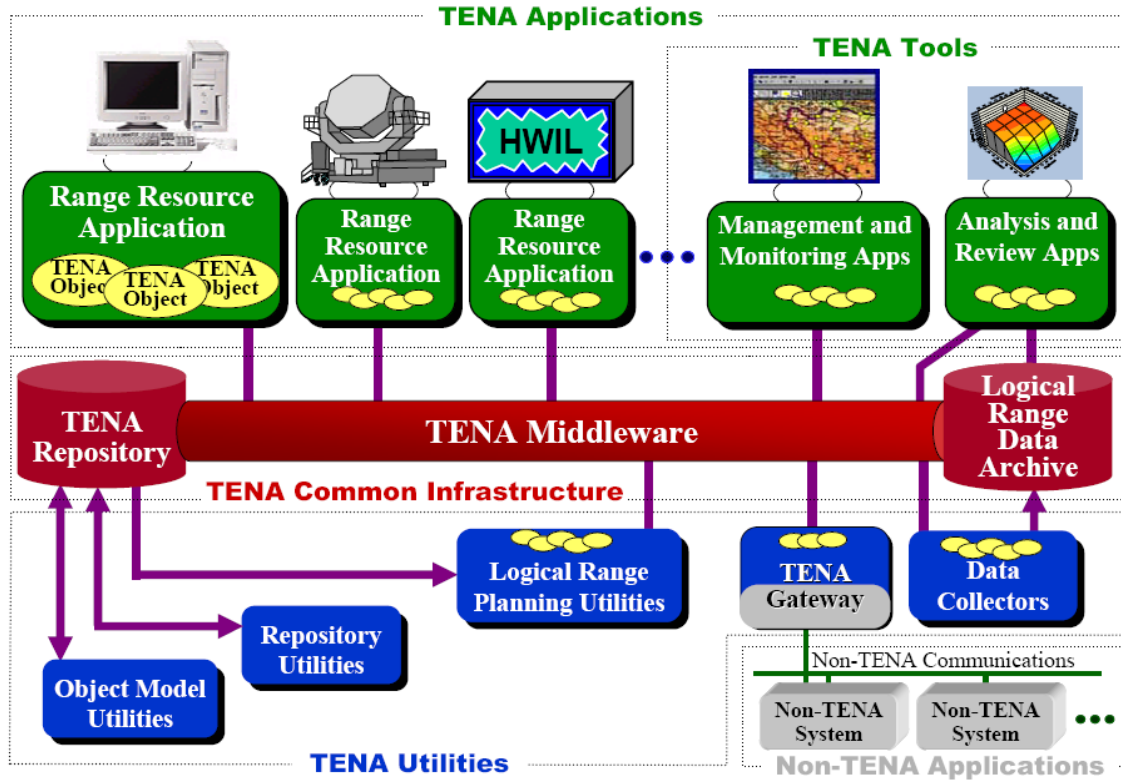 TENA Applications
TENA Tools
HWIL
Range Resource
Application
TENA
Object
TENA
Object
TENA
Object
Range
Resource
Application
Range
Resource
Application
Management and
Monitoring Apps
Analysis and
Review Apps
TENA
Repository
TENA Middleware
Logical
Range
Data
Archive
TENA Common Infrastructure
Logical Range
Planning Utilities
TENA
Gateway
Data
Collectors
Repository
Utilities
Object Model
Utilities
Non-TENA Communications
Non-TENA
System
Non-TENA
System
TENA Utilities
Non-TENA Applications